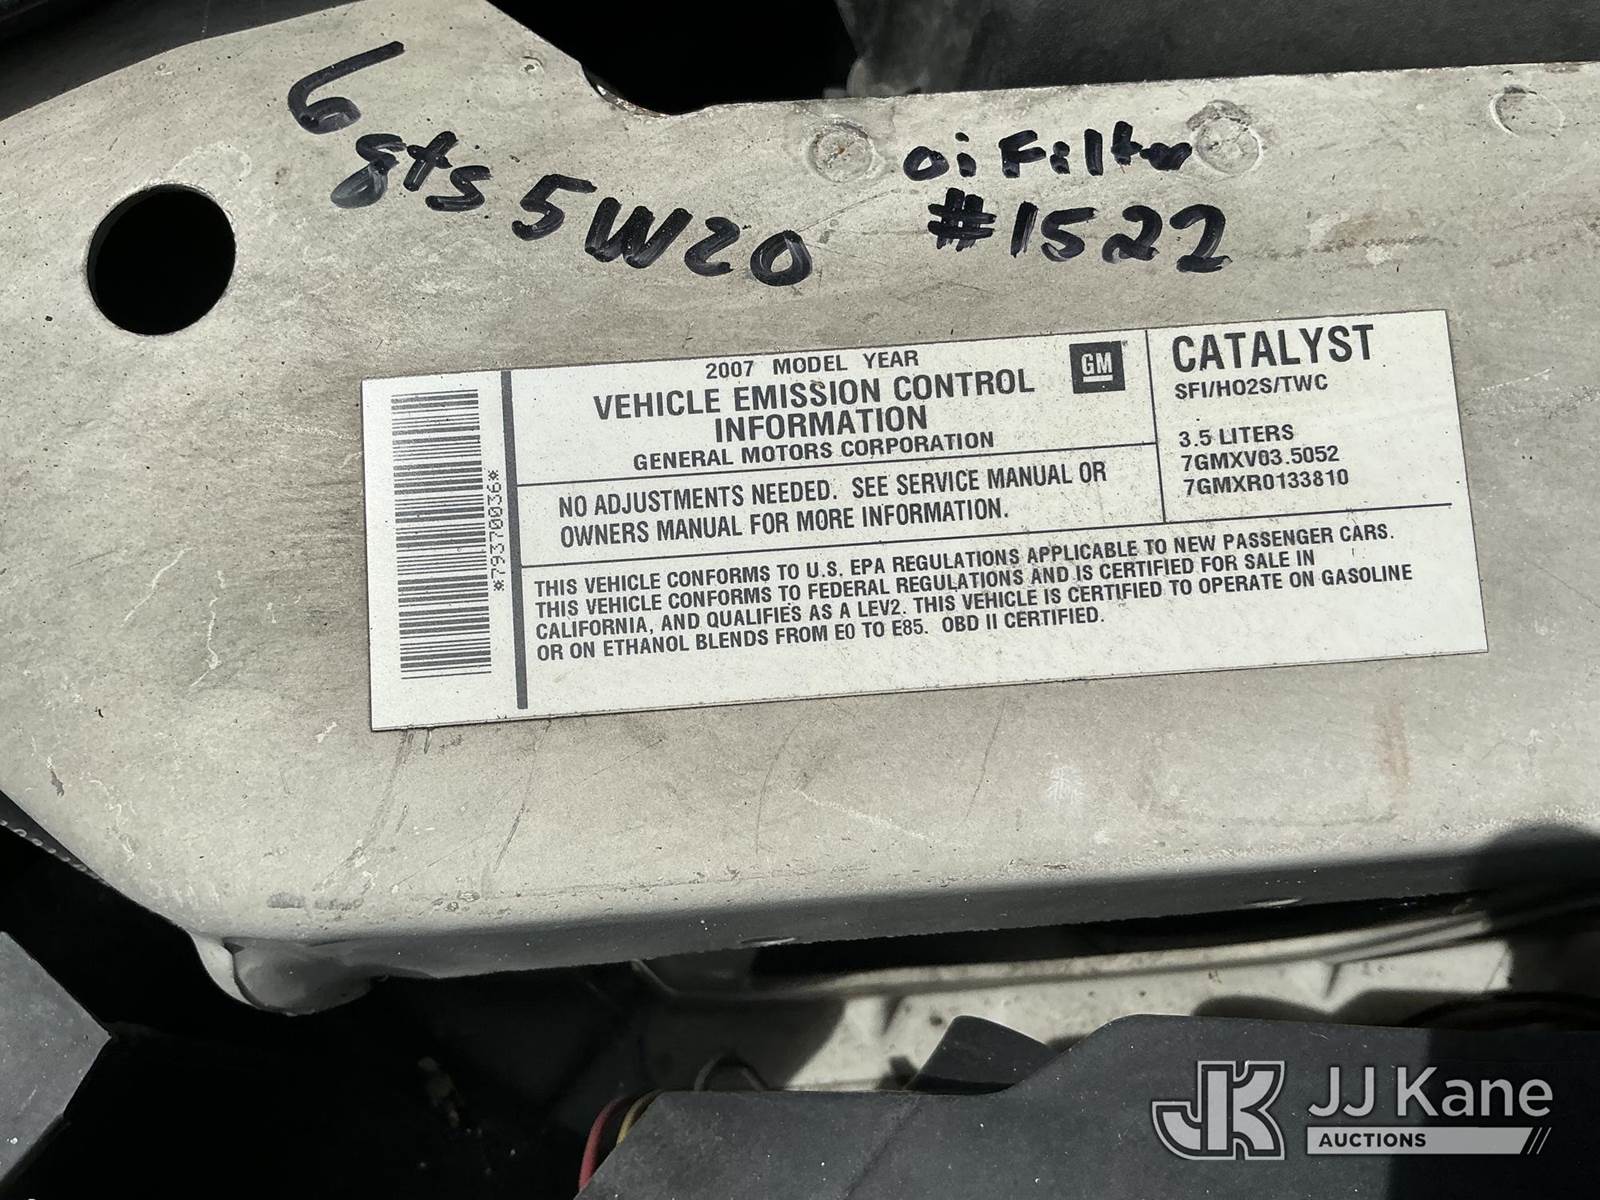 6 qts 5W20
oil Filter
#1522
2007 MODEL YEAR
VEHICLE EMISSION CONTROL
INFORMATION
GENERAL MOTORS CORPORATION
GM
NO ADJUSTMENTS NEEDED. SEE SERVICE MANUAL OR
OWNERS MANUAL FOR MORE INFORMATION.
CATALYST
SFI/HO2S/TWC
3.5 LITERS
7GMXV03.5052
7GMXR0133810
THIS VEHICLE CONFORMS TO U.S. EPA REGULATIONS APPLICABLE TO NEW PASSENGER CARS.
THIS VEHICLE CONFORMS TO FEDERAL REGULATIONS AND IS CERTIFIED FOR SALE IN
CALIFORNIA, AND QUALIFIES AS A LEV2. THIS VEHICLE IS CERTIFIED TO OPERATE ON GASOLINE
OR ON ETHANOL BLENDS FROM E0 TO E85. OBD II CERTIFIED.
*79370036*
JK JJ Kane
AUCTIONS